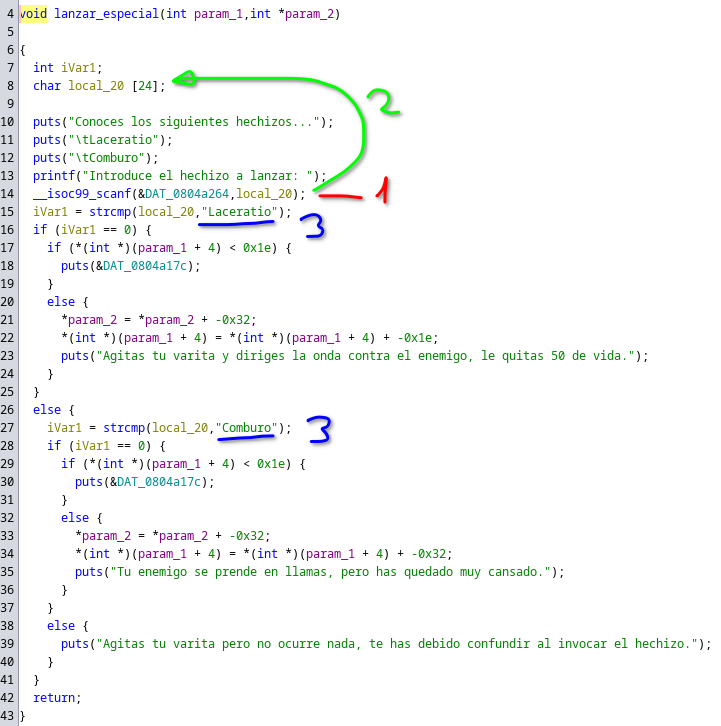 4 void lanzar_especial(int param_1,int *param_2)
5
6 {
7 int iVar1;
8 char local_20 [24];
9
10 puts("Conoces los siguientes hechizos...");
11 puts("\tLaceratio");
12 puts("\tComburo");
13 printf("Introduce el hechizo a lanzar: ");
14 __isoc99_scanf(&DAT_0804a264,local_20);
15 iVar1 = strcmp(local_20,"Laceratio");
16 if (iVar1 == 0) {
17 if (*(int *)(param_1 + 4) < 0x1e) {
18 puts(&DAT_0804a17c);
19 }
20 else {
21 *param_2 = *param_2 + -0x32;
22 *(int *)(param_1 + 4) = *(int *)(param_1 + 4) + -0x1e;
23 puts("Agitas tu varita y diriges la onda contra el enemigo, le quitas 50 de vida.");
24 }
25 }
26 else {
27 iVar1 = strcmp(local_20,"Comburo");
28 if (iVar1 == 0) {
29 if (*(int *)(param_1 + 4) < 0x1e) {
30 puts(&DAT_0804a17c);
31 }
32 else {
33 *param_2 = *param_2 + -0x32;
34 *(int *)(param_1 + 4) = *(int *)(param_1 + 4) + -0x32;
35 puts("Tu enemigo se prende en llamas, pero has quedado muy cansado.");
36 }
37 }
38 else {
39 puts("Agitas tu varita pero no ocurre nada, te has debido confundir al invocar el hechizo.");
40 }
41 }
42 return;
43 }
2
1
3
3